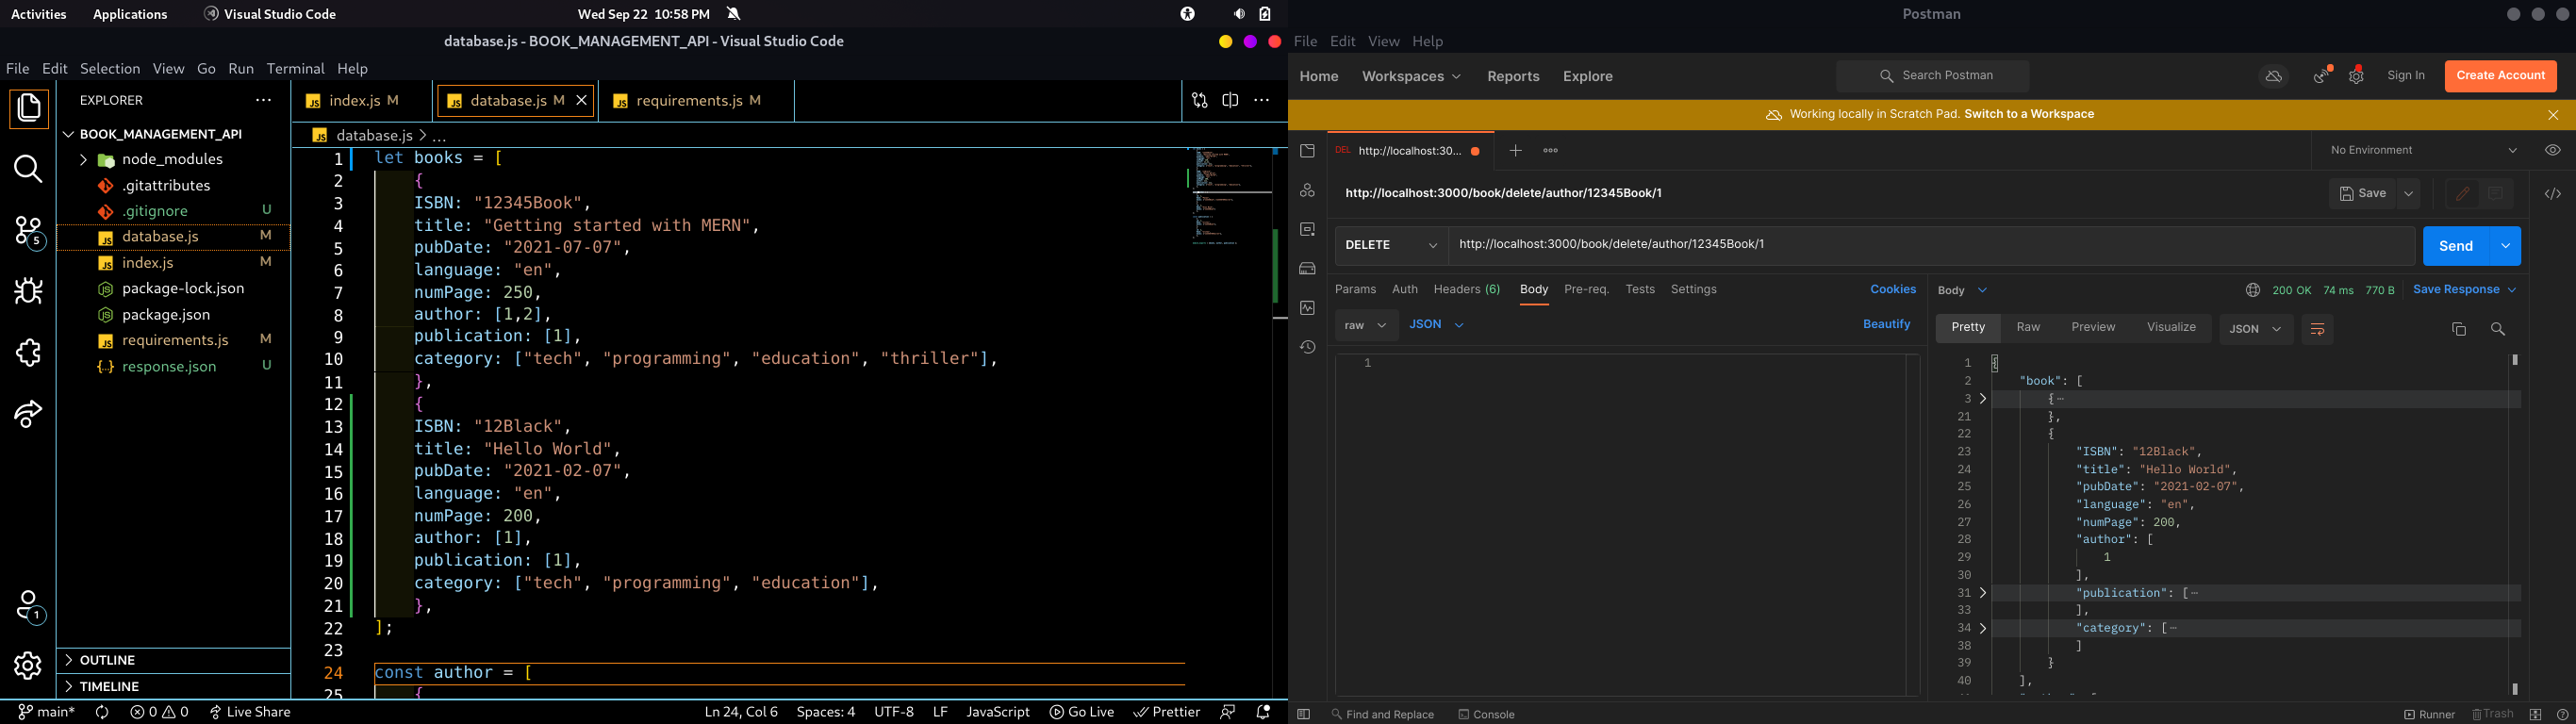 Activities Applications Visual Studio Code Wed Sep 22 10:58 PM
database.js - BOOK_MANAGEMENT_API - Visual Studio Code
File Edit Selection View Go Run Terminal Help
EXPLORER
BOOK_MANAGEMENT_API
node_modules
.gitattributes
.gitignore U
database.js M
index.js M
package-lock.json
package.json
requirements.js M
response.json U
OUTLINE
TIMELINE
5
1
index.js M database.js M requirements.js M
database.js > ...
1 let books = [
2 {
3 ISBN: "12345Book",
4 title: "Getting started with MERN",
5 pubDate: "2021-07-07",
6 language: "en",
7 numPage: 250,
8 author: [1,2],
9 publication: [1],
10 category: ["tech", "programming", "education", "thriller"],
11 },
12 {
13 ISBN: "12Black",
14 title: "Hello World",
15 pubDate: "2021-02-07",
16 language: "en",
17 numPage: 200,
18 author: [1],
19 publication: [1],
20 category: ["tech", "programming", "education"],
21 },
22 ];
23
24 const author = [
25 {
main* 0 0 Live Share Ln 24, Col 6 Spaces: 4 UTF-8 LF JavaScript Go Live Prettier
Postman
File Edit View Help
Home Workspaces Reports Explore Search Postman Sign In Create Account
Working locally in Scratch Pad. Switch to a Workspace
DEL http://localhost:30... No Environment
http://localhost:3000/book/delete/author/12345Book/1 Save
DELETE http://localhost:3000/book/delete/author/12345Book/1 Send
Params Auth Headers (6) Body Pre-req. Tests Settings Cookies
raw JSON Beautify
1
Body 200 OK 74 ms 770 B Save Response
Pretty Raw Preview Visualize JSON
1 {
2 "book": [
3 {⋯
21 },
22 {
23 "ISBN": "12Black",
24 "title": "Hello World",
25 "pubDate": "2021-02-07",
26 "language": "en",
27 "numPage": 200,
28 "author": [
29 1
30 ],
31 "publication": [⋯
33 ],
34 "category": [⋯
38 ]
39 }
40 ],
Find and Replace Console Runner Trash